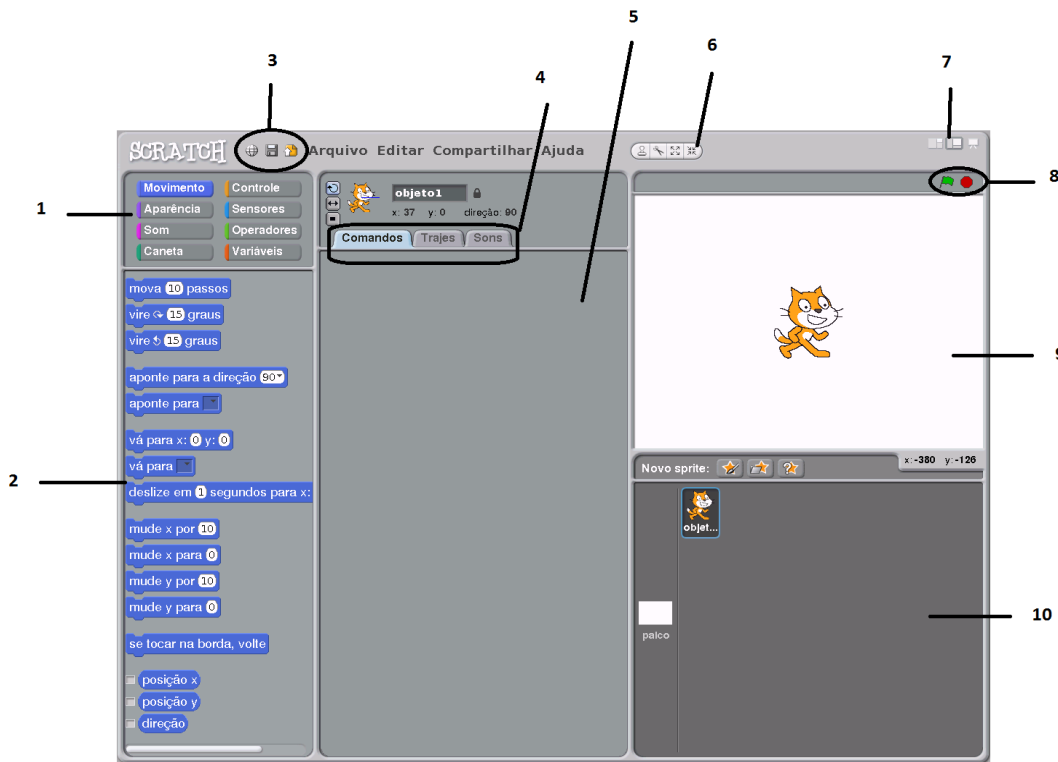 5
6
3
4
7
SCRATCH Arquivo Editar Compartilhar Ajuda
8
1
Movimento Controle
Aparência Sensores
Som Operadores
Caneta Variáveis
objeto1
x: 37 y: 0 direção: 90
Comandos Trajes Sons
mova 10 passos
vire 15 graus
vire 15 graus
aponte para a direção 90
aponte para
vá para x: 0 y: 0
vá para
deslize em 1 segundos para x:
mude x por 10
mude x para 0
mude y por 10
mude y para 0
se tocar na borda, volte
posição x
posição y
direção
2
9
x: -380 y: -126
Novo sprite:
objet...
palco
10